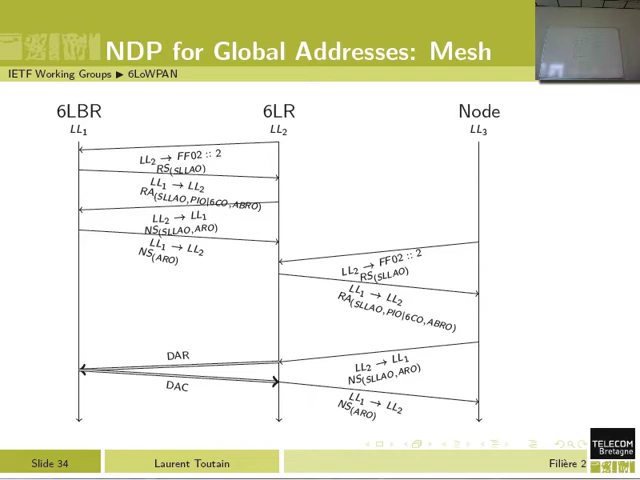 NDP for Global Addresses: Mesh
IETF Working Groups ▶ 6LoWPAN
6LBR 6LR Node
LL1 LL2 LL3
LL2 → FF02 :: 2
RS(SLLAO)
LL1 → LL2
RA(SLLAO,PIO|6CO,ABRO)
LL2 → LL1
NS(SLLAO,ARO)
LL1 → LL2
NS(ARO)
LL2 → FF02 :: 2
RS(SLLAO)
LL1 → LL2
RA(SLLAO,PIO|6CO,ABRO)
DAR
LL2 → LL1
NS(SLLAO,ARO)
DAC
LL1 → LL2
NS(ARO)
TELECOM
Bretagne
Slide 34 Laurent Toutain Filière 2